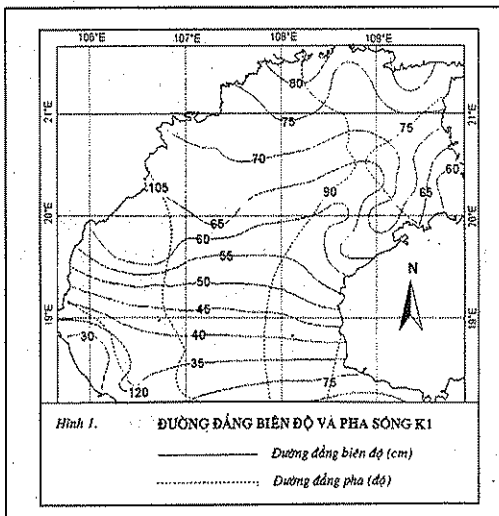 106°E 107°E 108°E 109°E
80
21°E 75 75 21°E
70
105 90 65 60
20°E 65 20°E
60
55
50 N
19°E 45 19°E
40
30 35
120 75
Hình 1. ĐƯỜNG ĐẲNG BIÊN ĐỘ VÀ PHA SÓNG K1
Đường đẳng biên độ (cm)
Đường đẳng pha (độ)